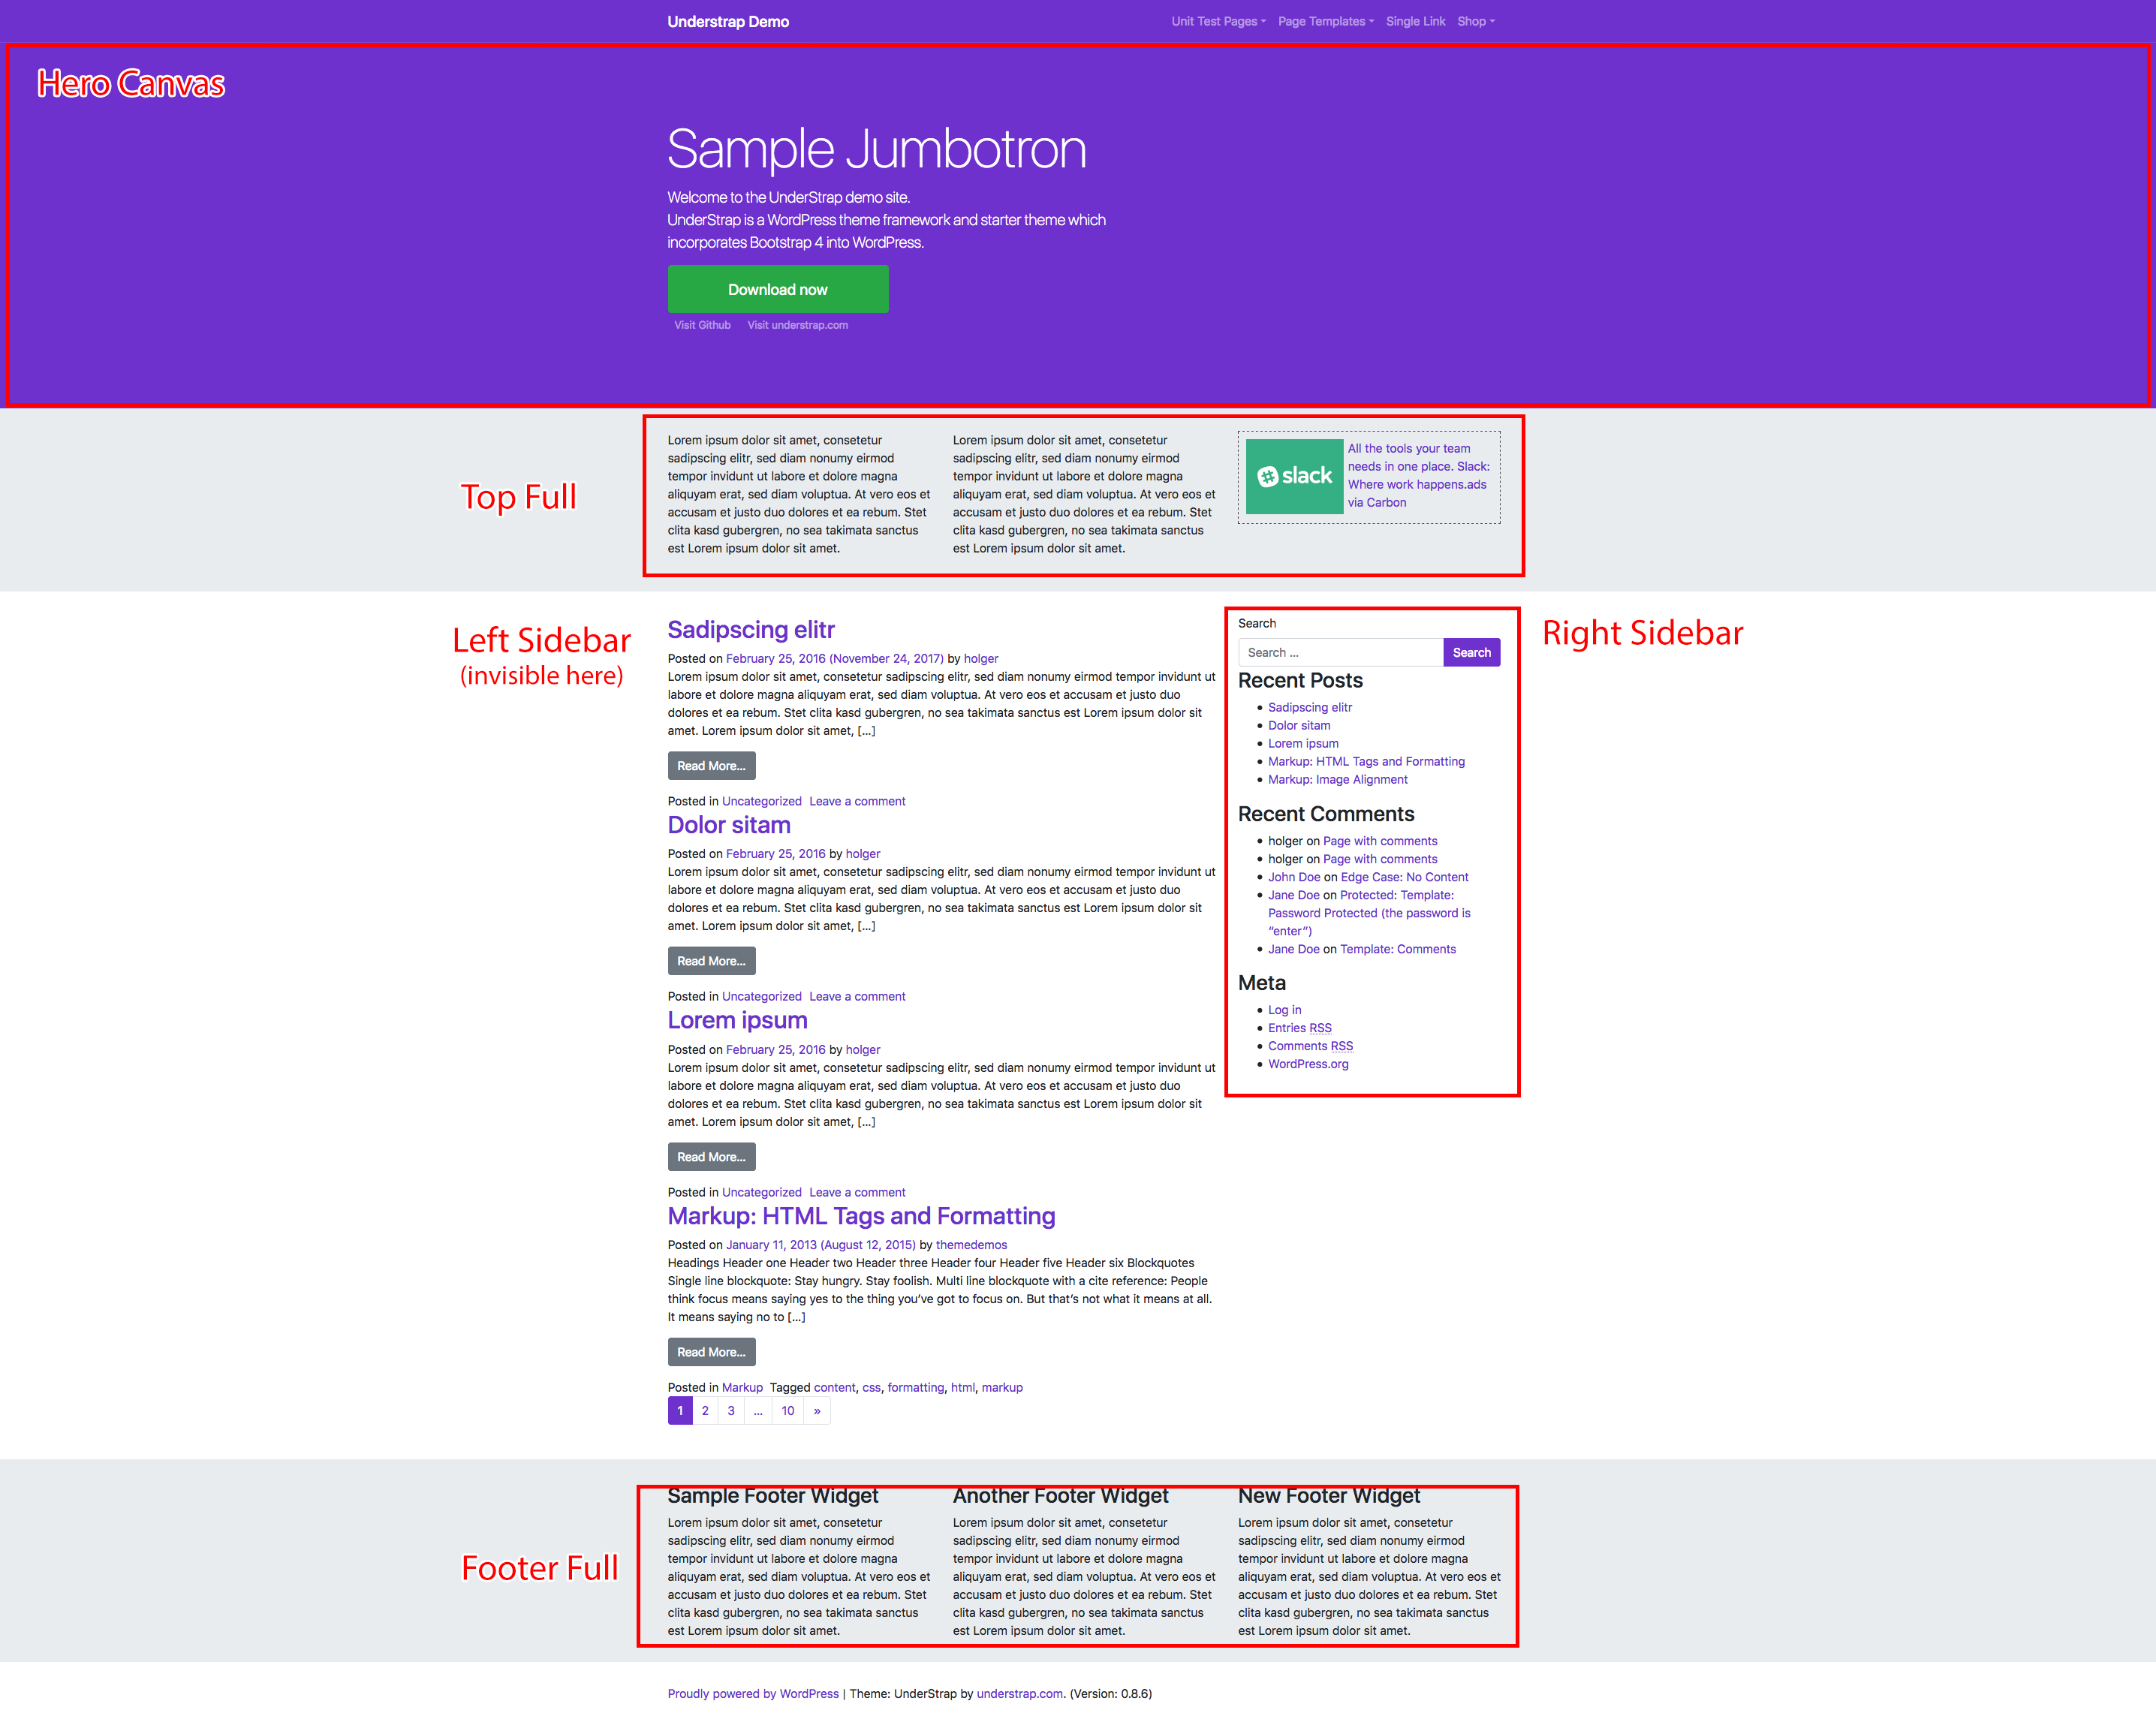 Understrap Demo
Unit Test Pages Page Templates Single Link Shop
Hero Canvas
Sample Jumbotron
Welcome to the UnderStrap demo site.
UnderStrap is a WordPress theme framework and starter theme which
incorporates Bootstrap 4 into WordPress.
Download now
Visit Github Visit understrap.com
Top Full
Lorem ipsum dolor sit amet, consetetur
sadipscing elitr, sed diam nonumy eirmod
tempor invidunt ut labore et dolore magna
aliquyam erat, sed diam voluptua. At vero eos et
accusam et justo duo dolores et ea rebum. Stet
clita kasd gubergren, no sea takimata sanctus
est Lorem ipsum dolor sit amet.
Lorem ipsum dolor sit amet, consetetur
sadipscing elitr, sed diam nonumy eirmod
tempor invidunt ut labore et dolore magna
aliquyam erat, sed diam voluptua. At vero eos et
accusam et justo duo dolores et ea rebum. Stet
clita kasd gubergren, no sea takimata sanctus
est Lorem ipsum dolor sit amet.
slack
All the tools your team
needs in one place. Slack:
Where work happens.ads
via Carbon
Left Sidebar
(invisible here)
Sadipscing elitr
Posted on February 25, 2016 (November 24, 2017) by holger
Lorem ipsum dolor sit amet, consetetur sadipscing elitr, sed diam nonumy eirmod tempor invidunt ut
labore et dolore magna aliquyam erat, sed diam voluptua. At vero eos et accusam et justo duo
dolores et ea rebum. Stet clita kasd gubergren, no sea takimata sanctus est Lorem ipsum dolor sit
amet. Lorem ipsum dolor sit amet, [...]
Read More...
Posted in Uncategorized Leave a comment
Dolor sitam
Posted on February 25, 2016 by holger
Lorem ipsum dolor sit amet, consetetur sadipscing elitr, sed diam nonumy eirmod tempor invidunt ut
labore et dolore magna aliquyam erat, sed diam voluptua. At vero eos et accusam et justo duo
dolores et ea rebum. Stet clita kasd gubergren, no sea takimata sanctus est Lorem ipsum dolor sit
amet. Lorem ipsum dolor sit amet, [...]
Read More...
Posted in Uncategorized Leave a comment
Lorem ipsum
Posted on February 25, 2016 by holger
Lorem ipsum dolor sit amet, consetetur sadipscing elitr, sed diam nonumy eirmod tempor invidunt ut
labore et dolore magna aliquyam erat, sed diam voluptua. At vero eos et accusam et justo duo
dolores et ea rebum. Stet clita kasd gubergren, no sea takimata sanctus est Lorem ipsum dolor sit
amet. Lorem ipsum dolor sit amet, [...]
Read More...
Posted in Uncategorized Leave a comment
Markup: HTML Tags and Formatting
Posted on January 11, 2013 (August 12, 2015) by themedemos
Headings Header one Header two Header three Header four Header five Header six Blockquotes
Single line blockquote: Stay hungry. Stay foolish. Multi line blockquote with a cite reference: People
think focus means saying yes to the thing you’ve got to focus on. But that’s not what it means at all.
It means saying no to [...]
Read More...
Posted in Markup Tagged content, css, formatting, html, markup
1 2 3 ... 10 »
Right Sidebar
Search
Search ... Search
Recent Posts
Sadipscing elitr
Dolor sitam
Lorem ipsum
Markup: HTML Tags and Formatting
Markup: Image Alignment
Recent Comments
holger on Page with comments
holger on Page with comments
John Doe on Edge Case: No Content
Jane Doe on Protected: Template:
Password Protected (the password is
“enter”)
Jane Doe on Template: Comments
Meta
Log in
Entries RSS
Comments RSS
WordPress.org
Footer Full
Sample Footer Widget
Lorem ipsum dolor sit amet, consetetur
sadipscing elitr, sed diam nonumy eirmod
tempor invidunt ut labore et dolore magna
aliquyam erat, sed diam voluptua. At vero eos et
accusam et justo duo dolores et ea rebum. Stet
clita kasd gubergren, no sea takimata sanctus
est Lorem ipsum dolor sit amet.
Another Footer Widget
Lorem ipsum dolor sit amet, consetetur
sadipscing elitr, sed diam nonumy eirmod
tempor invidunt ut labore et dolore magna
aliquyam erat, sed diam voluptua. At vero eos et
accusam et justo duo dolores et ea rebum. Stet
clita kasd gubergren, no sea takimata sanctus
est Lorem ipsum dolor sit amet.
New Footer Widget
Lorem ipsum dolor sit amet, consetetur
sadipscing elitr, sed diam nonumy eirmod
tempor invidunt ut labore et dolore magna
aliquyam erat, sed diam voluptua. At vero eos et
accusam et justo duo dolores et ea rebum. Stet
clita kasd gubergren, no sea takimata sanctus
est Lorem ipsum dolor sit amet.
Proudly powered by WordPress | Theme: UnderStrap by understrap.com. (Version: 0.8.6)